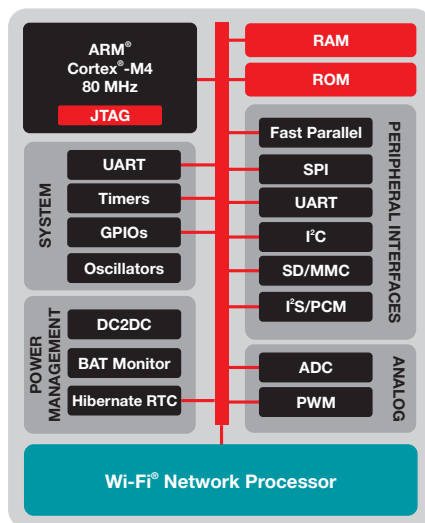 ARM®
Cortex®-M4
80 MHz
JTAG
RAM
ROM
SYSTEM
UART
Timers
GPIOs
Oscillators
POWER
MANAGEMENT
DC2DC
BAT Monitor
Hibernate RTC
PERIPHERAL INTERFACES
Fast Parallel
SPI
UART
I²C
SD/MMC
I²S/PCM
ANALOG
ADC
PWM
Wi-Fi® Network Processor